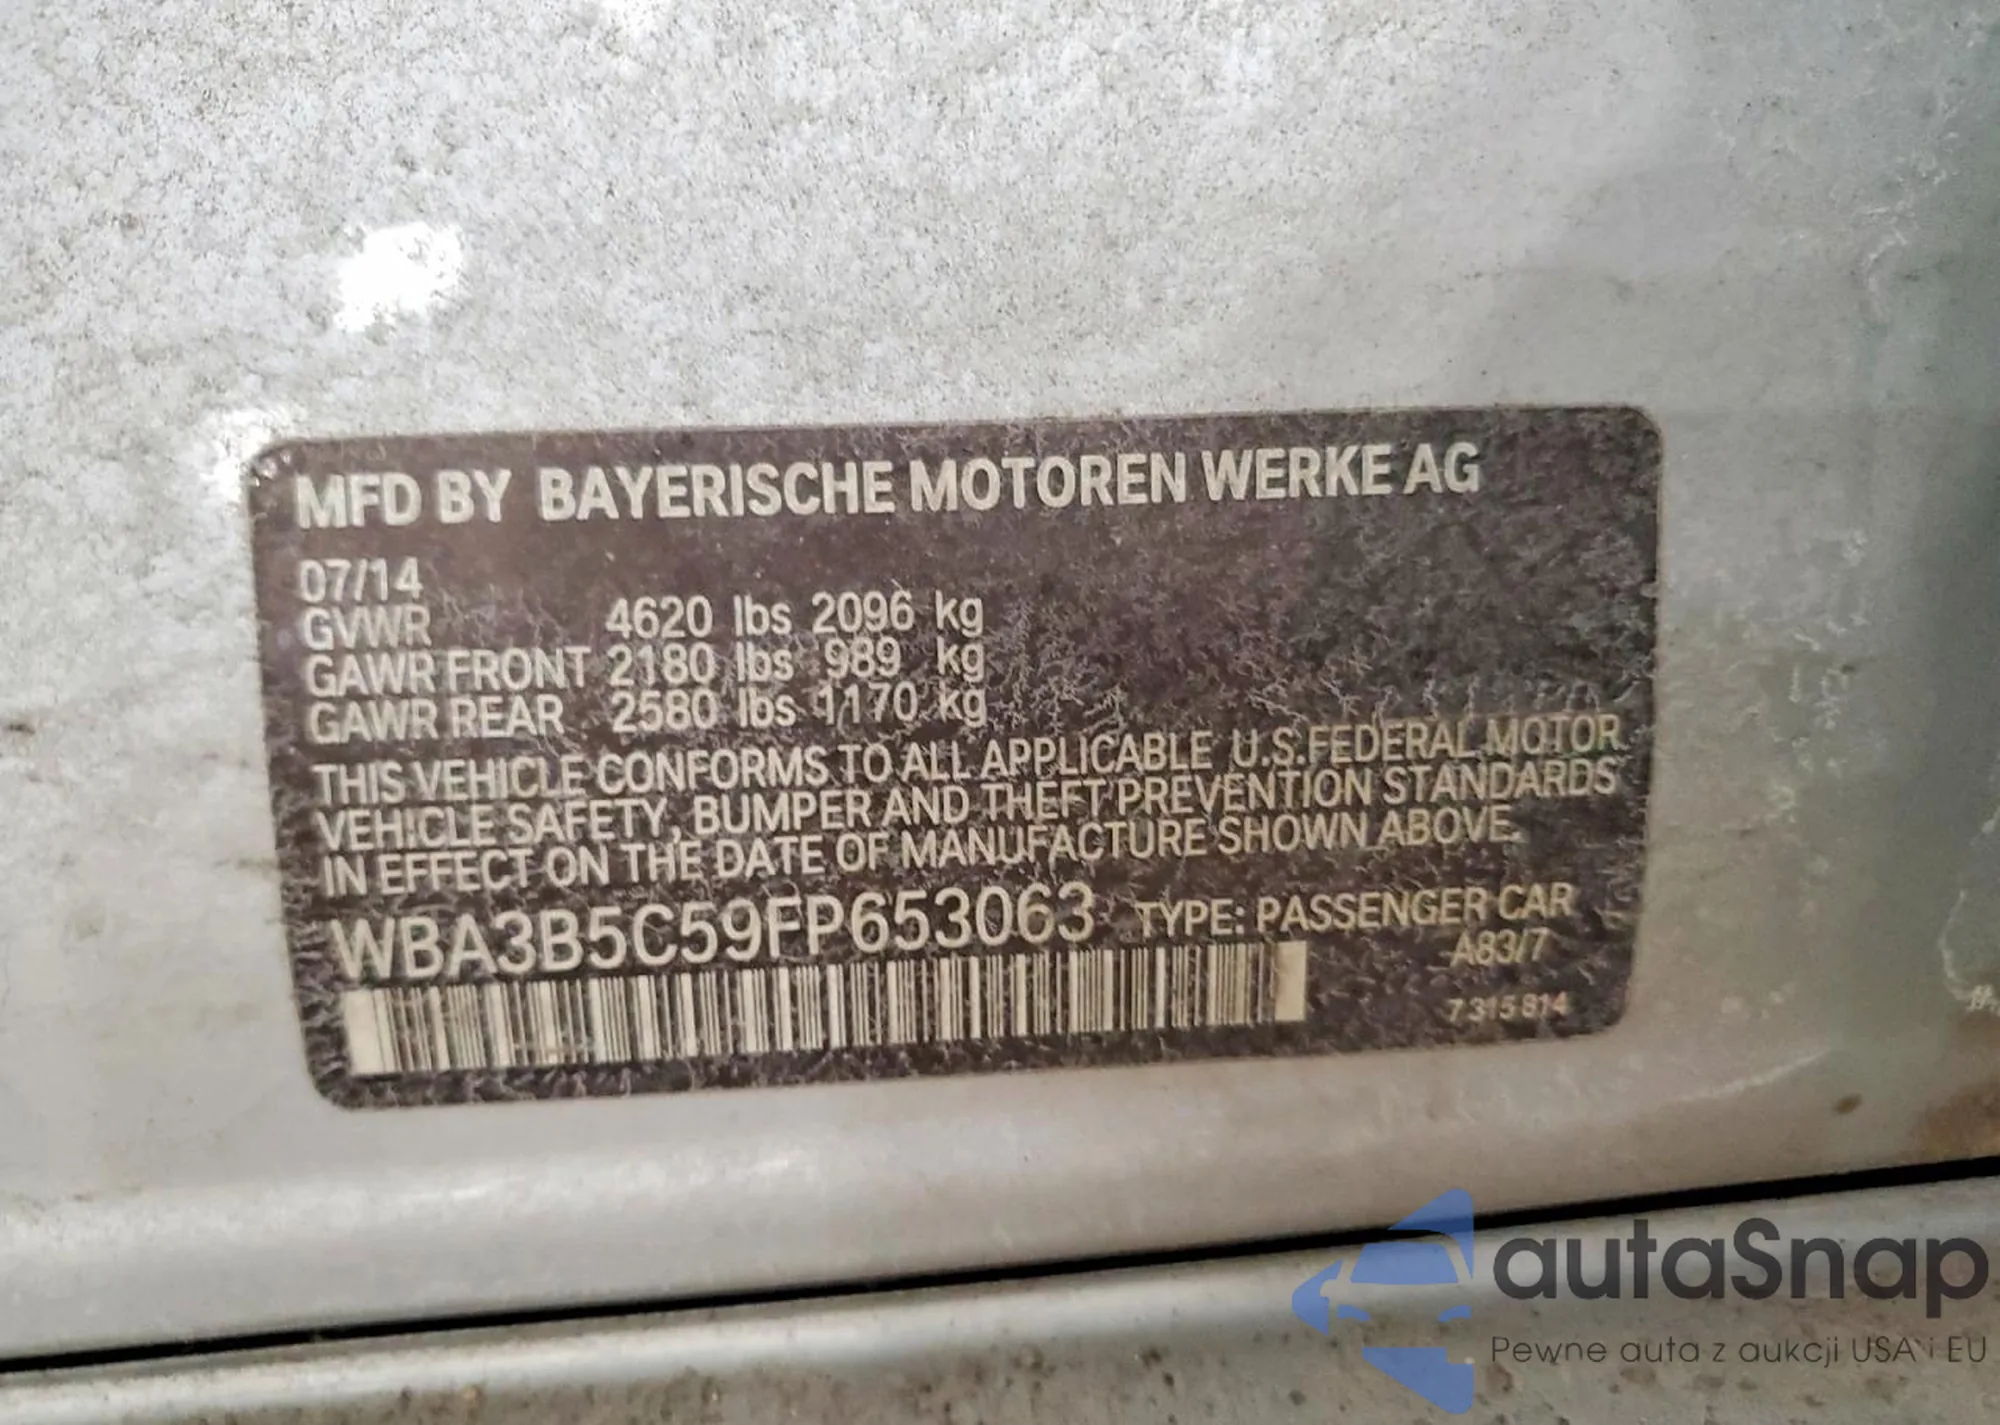 MFD BY BAYERISCHE MOTOREN WERKE AG
07/14
GVWR 4620 lbs 2096 kg
GAWR FRONT 2180 lbs 989 kg
GAWR REAR 2580 lbs 1170 kg
THIS VEHICLE CONFORMS TO ALL APPLICABLE U.S.FEDERAL MOTOR
VEHICLE SAFETY, BUMPER AND THEFT PREVENTION STANDARDS
IN EFFECT ON THE DATE OF MANUFACTURE SHOWN ABOVE.
WBA3B5C59FP653063 TYPE: PASSENGER CAR
A83/7
7 315 814
autaSnap
Pewne auta z aukcji USA i EU